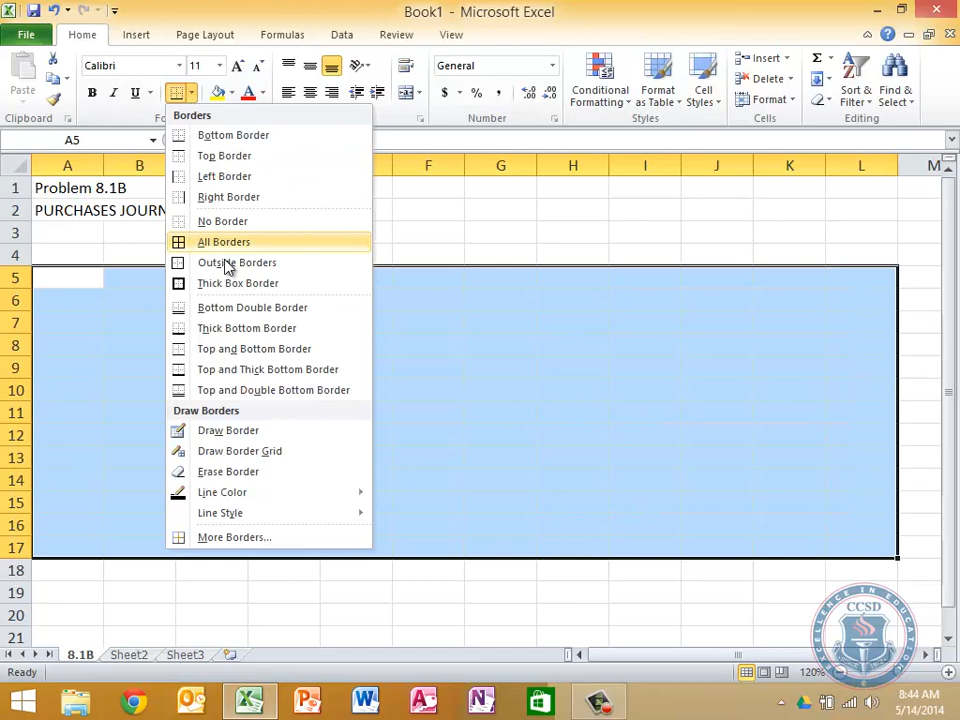 Book1 - Microsoft Excel
File Home Insert Page Layout Formulas Data Review View
Paste
Calibri 11
B I U
General
$ % ,
Conditional Formatting
Format as Table
Cell Styles
Insert
Delete
Format
Σ
Sort & Filter
Find & Select
Clipboard Number Styles Cells Editing
A5
Borders
Bottom Border
Top Border
Left Border
Right Border
No Border
All Borders
Outside Borders
Thick Box Border
Bottom Double Border
Thick Bottom Border
Top and Bottom Border
Top and Thick Bottom Border
Top and Double Bottom Border
Draw Borders
Draw Border
Draw Border Grid
Erase Border
Line Color
Line Style
More Borders...
A B F G H I J K L M
1 Problem 8.1B
2 PURCHASES JOURN
3
4
5
6
7
8
9
10
11
12
13
14
15
16
17
18
19
20
21
CCSD
8.1B Sheet2 Sheet3
Ready
120%
8:44 AM
5/14/2014